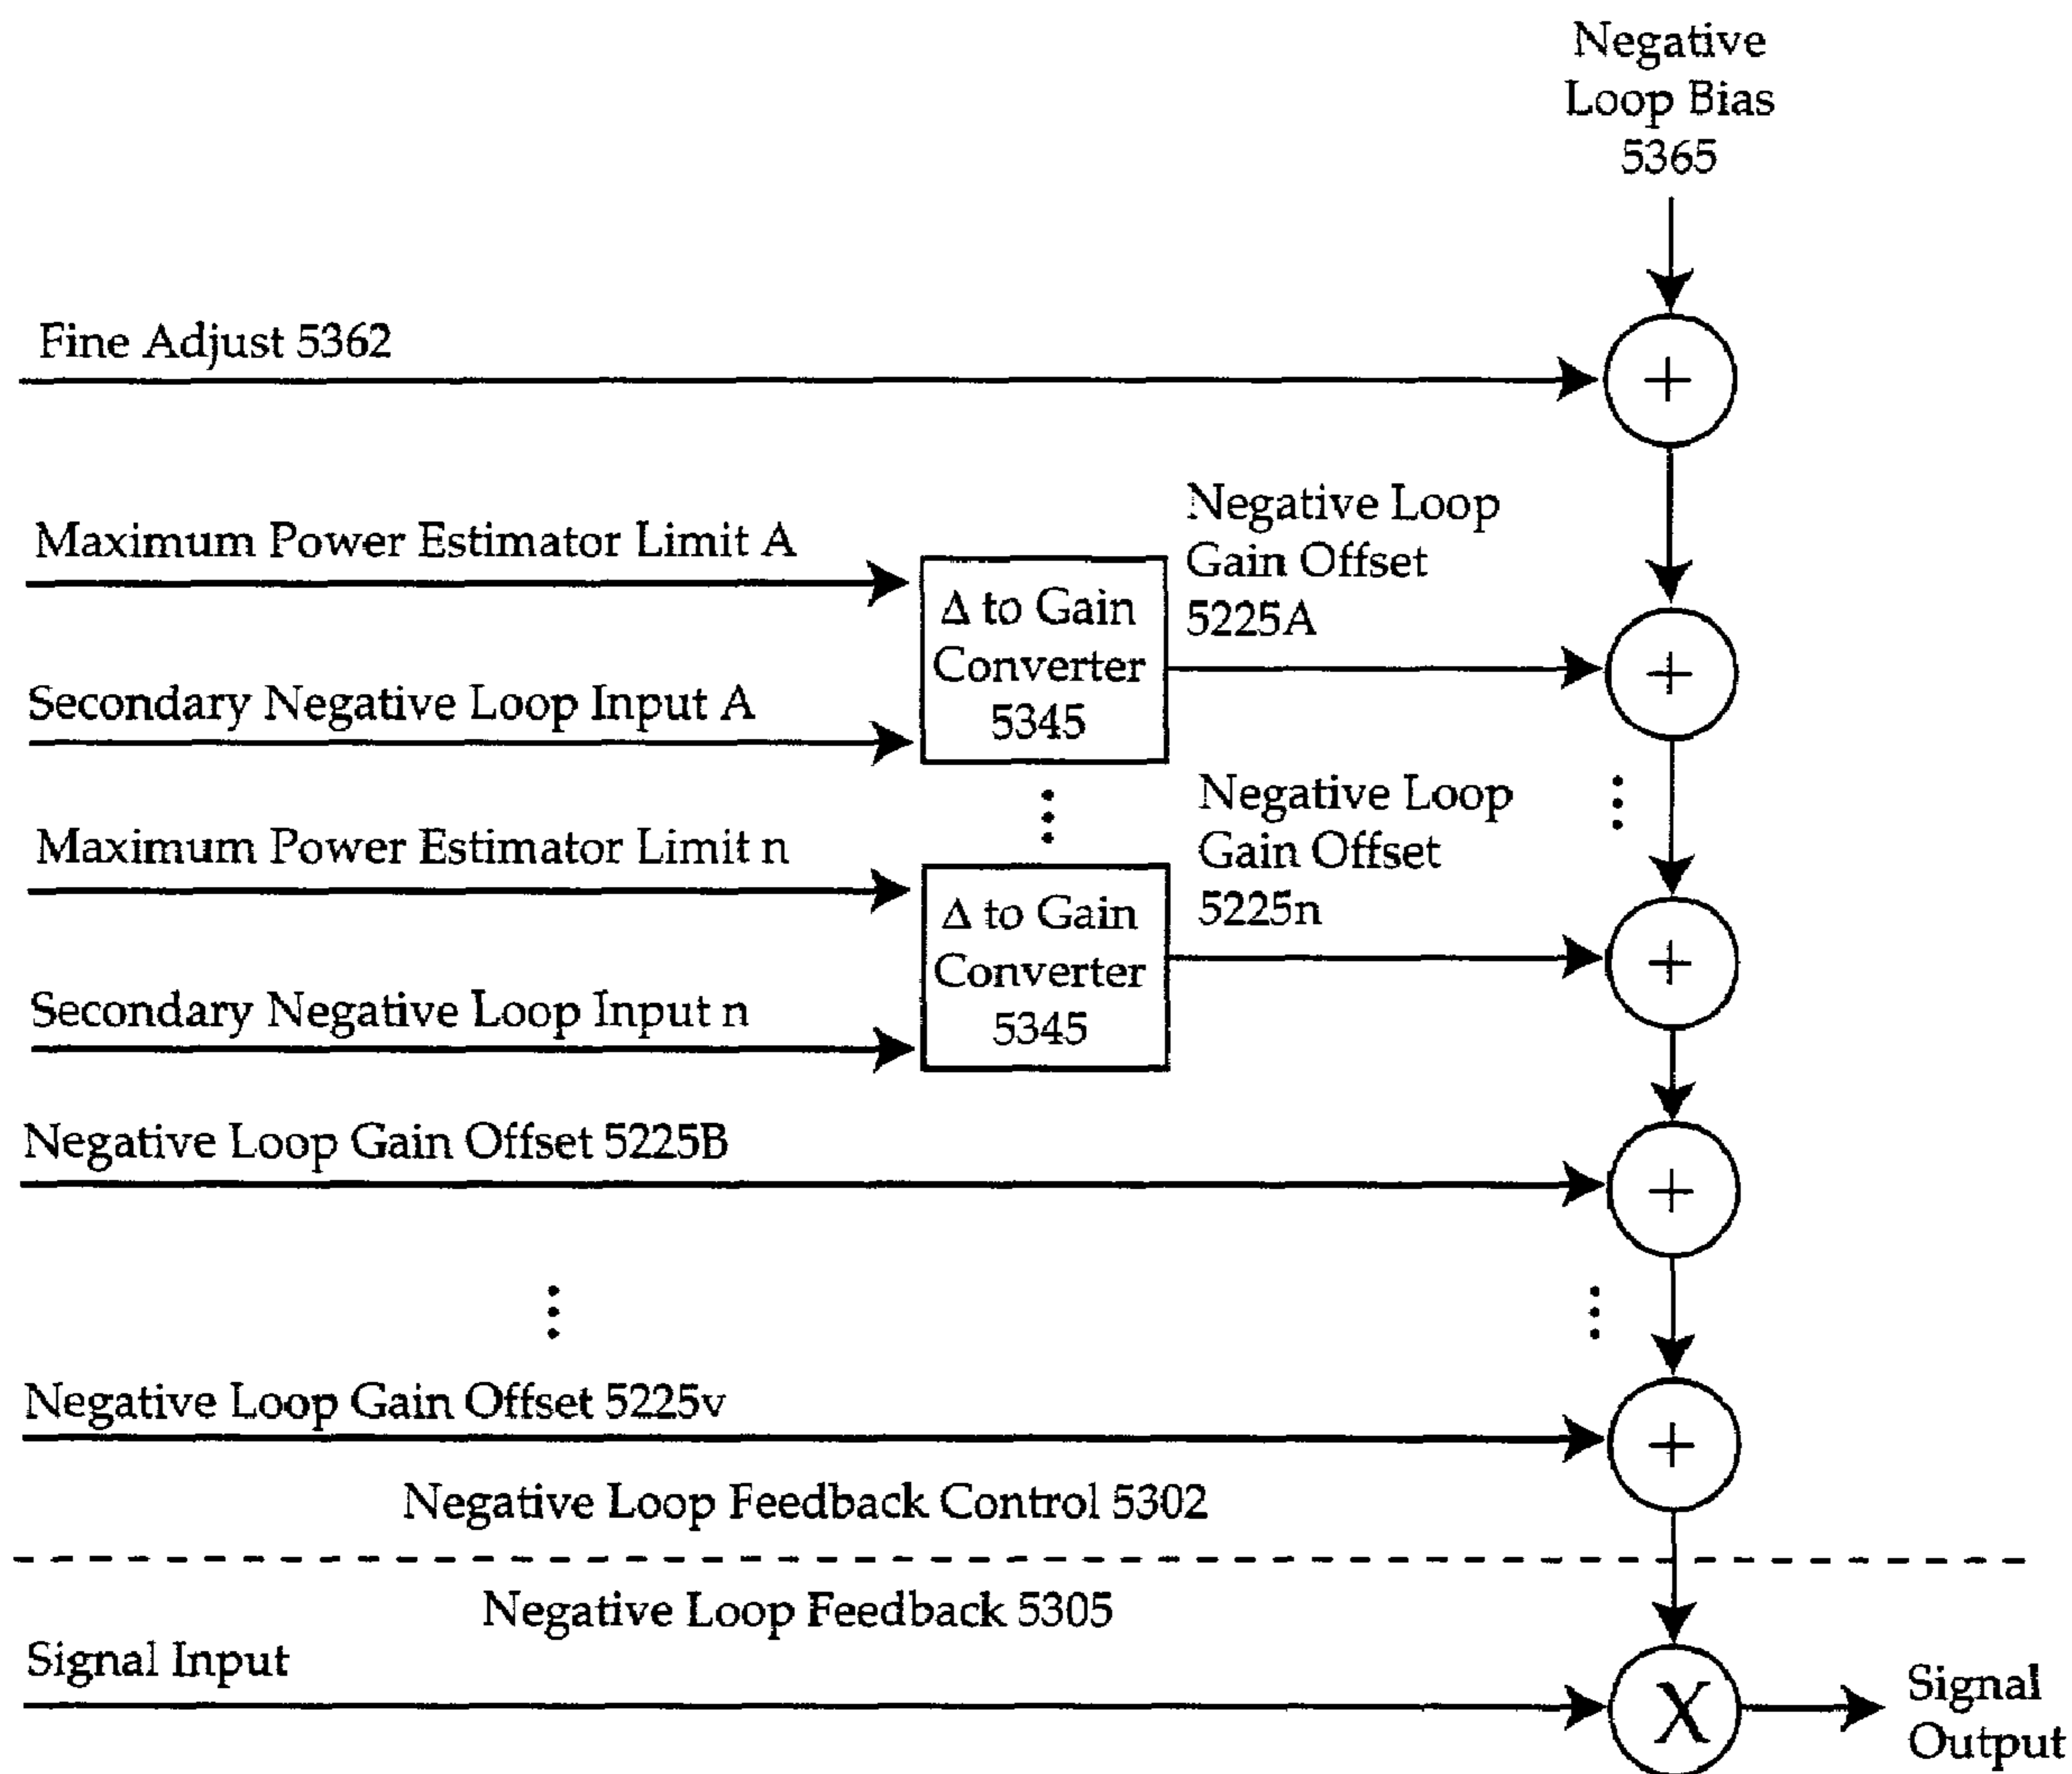 Negative
Loop Bias
5365
Fine Adjust 5362
+
Maximum Power Estimator Limit A
Secondary Negative Loop Input A
Δ to Gain
Converter
5345
Negative Loop
Gain Offset
5225A
+
Maximum Power Estimator Limit n
Secondary Negative Loop Input n
Δ to Gain
Converter
5345
Negative Loop
Gain Offset
5225n
+
Negative Loop Gain Offset 5225B
+
Negative Loop Gain Offset 5225v
+
Negative Loop Feedback Control 5302
Negative Loop Feedback 5305
Signal Input
X
Signal
Output